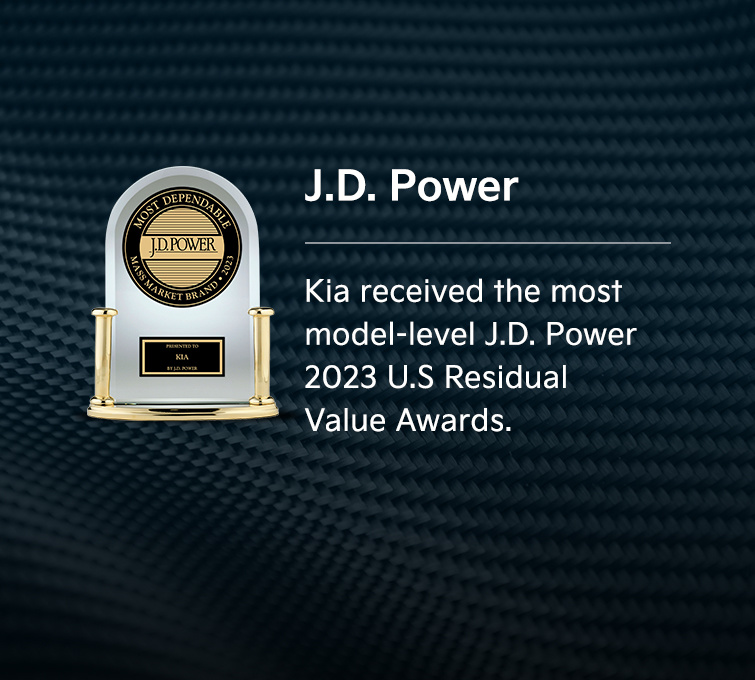 MOST DEPENDABLE
J.D. POWER
MASS MARKET BRAND • 2023
PRESENTED TO
KIA
BY J.D. POWER
J.D. Power
Kia received the most
model-level J.D. Power
2023 U.S Residual
Value Awards.